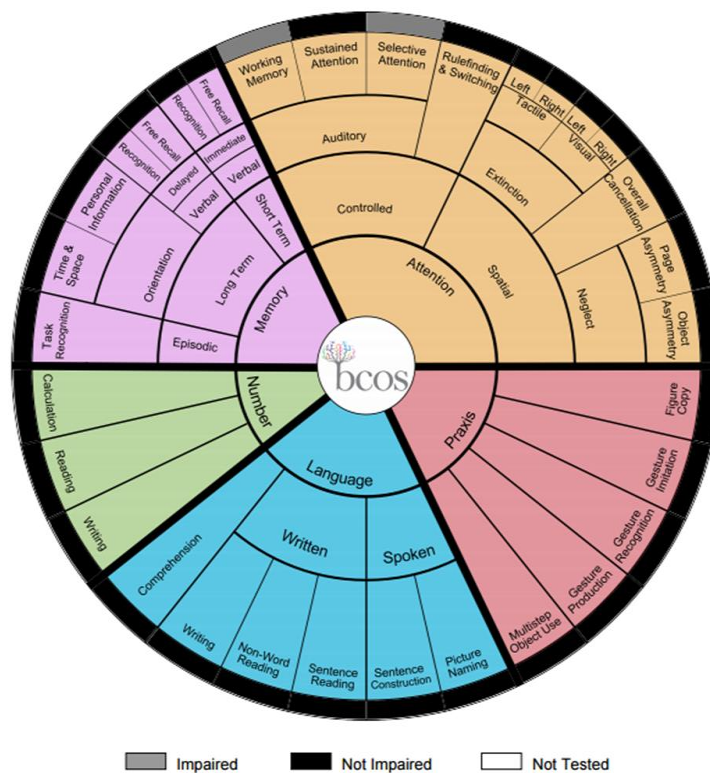 Working
Memory
Sustained
Attention
Selective
Attention
Rulefinding
& Switching
Left
Right
Tactile
Left
Right
Visual
Extinction
Overall
Cancellation
Page
Asymmetry
Object
Asymmetry
Neglect
Auditory
Controlled
Spatial
Attention
Free Recall
Recognition
Immediate
Verbal
Short Term
Free Recall
Recognition
Delayed
Verbal
Long Term
Personal
Information
Time &
Space
Orientation
Task
Recognition
Episodic
Memory
bcos
Calculation
Reading
Writing
Number
Language
Comprehension
Written
Writing
Non-Word
Reading
Sentence
Reading
Spoken
Sentence
Construction
Picture
Naming
Praxis
Figure
Copy
Gesture
Imitation
Gesture
Recognition
Gesture
Production
Multistep
Object Use
Impaired
Not Impaired
Not Tested